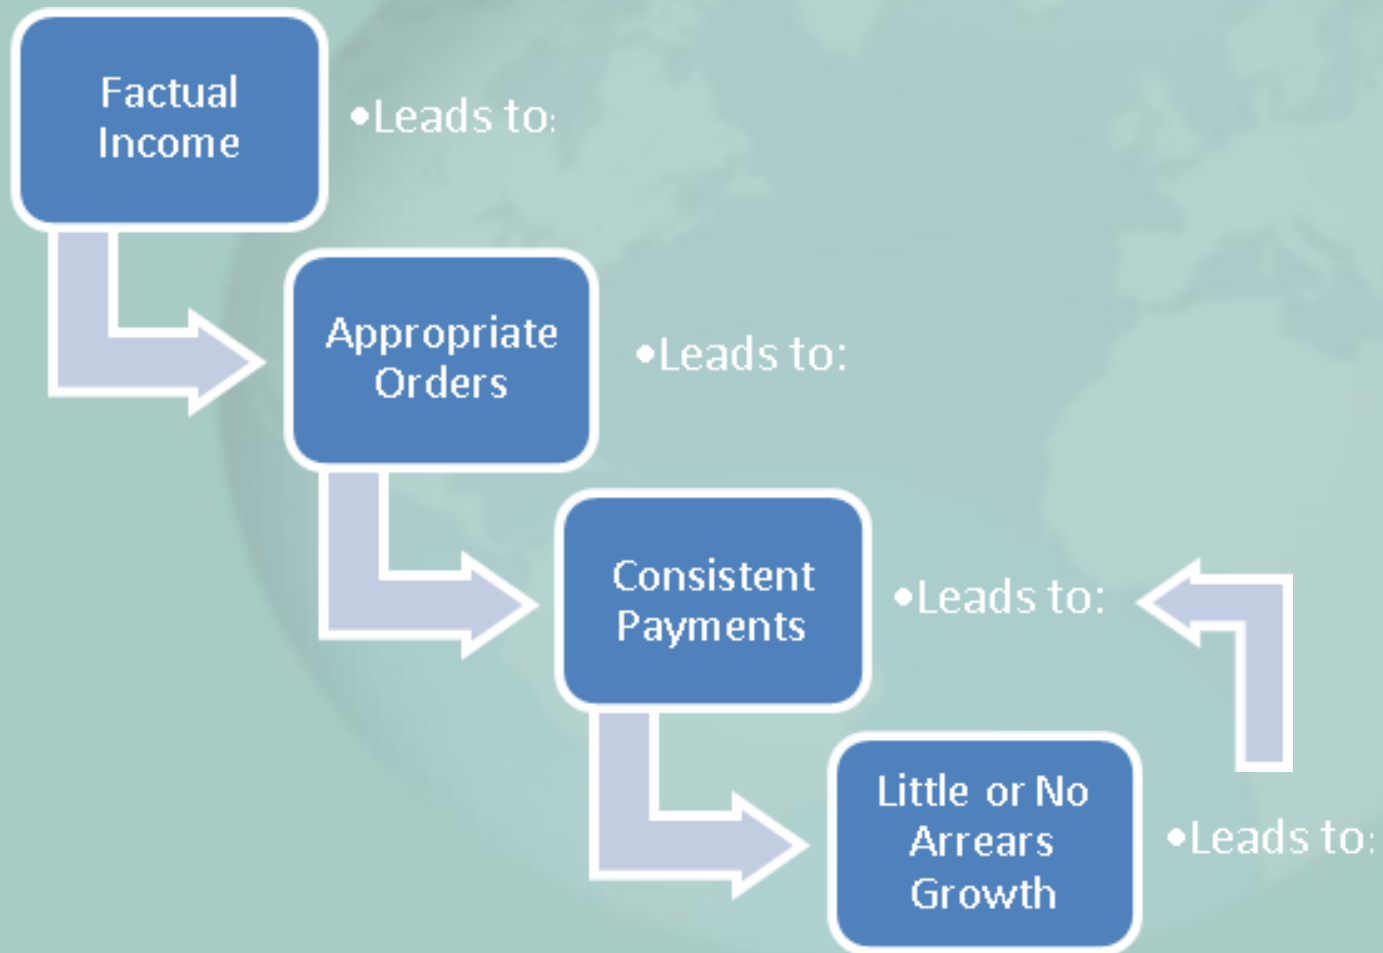 Factual
Income
•Leads to:
Appropriate
Orders
•Leads to:
Consistent
Payments
•Leads to:
Little or No
Arrears
Growth
•Leads to: